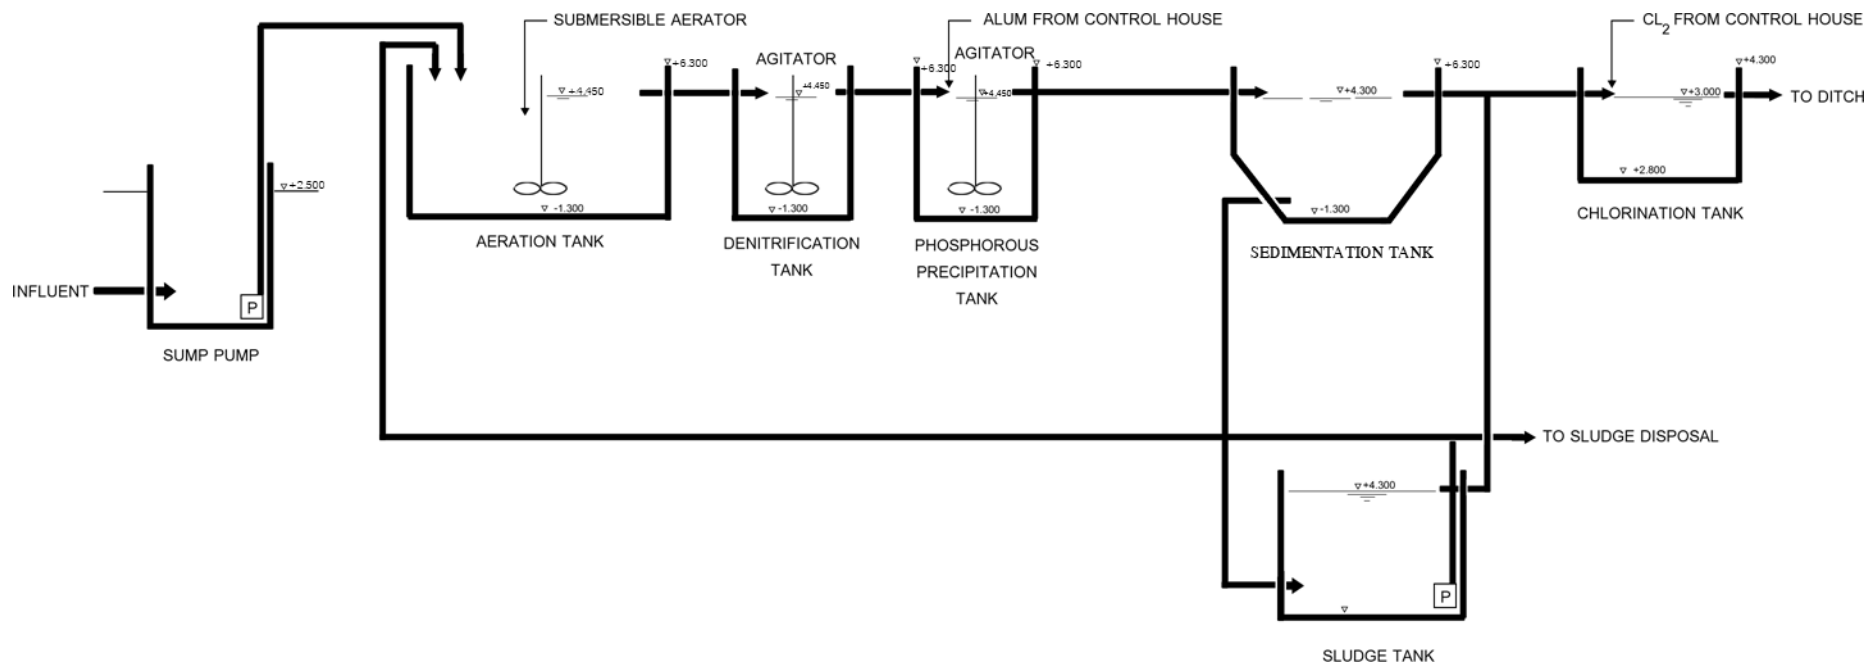 SUBMERSIBLE AERATOR
ALUM FROM CONTROL HOUSE
CL2 FROM CONTROL HOUSE
AGITATOR
AGITATOR
+6.300
+6.300
+6.300
+6.300
+4.300
+4.450
+4.450
+4.450
+4.300
+3.000
TO DITCH
+2.500
+2.800
-1.300
-1.300
-1.300
-1.300
CHLORINATION TANK
AERATION TANK
DENITRIFICATION
TANK
PHOSPHOROUS
PRECIPITATION
TANK
SEDIMENTATION TANK
INFLUENT
P
SUMP PUMP
TO SLUDGE DISPOSAL
+4.300
P
SLUDGE TANK